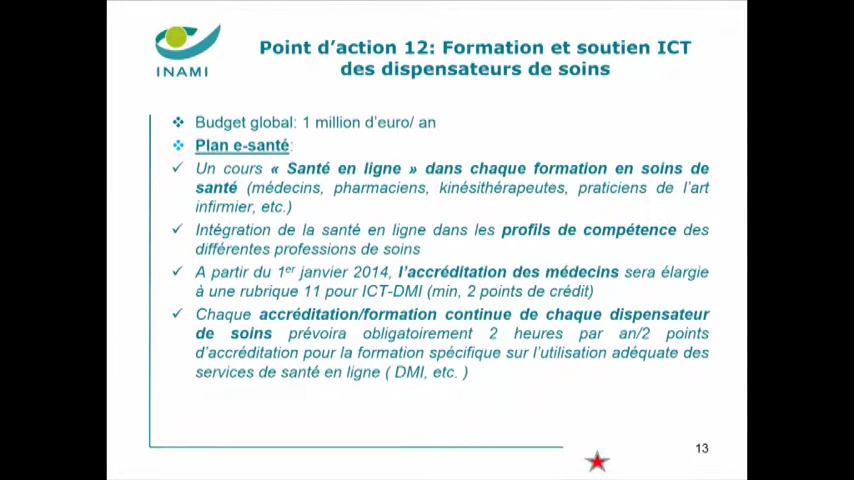 INAMI
Point d’action 12: Formation et soutien ICT
des dispensateurs de soins
Budget global: 1 million d’euro/ an
Plan e-santé:
Un cours « Santé en ligne » dans chaque formation en soins de
santé (médecins, pharmaciens, kinésithérapeutes, praticiens de l’art
infirmier, etc.)
Intégration de la santé en ligne dans les profils de compétence des
différentes professions de soins
A partir du 1er janvier 2014, l’accréditation des médecins sera élargie
à une rubrique 11 pour ICT-DMI (min, 2 points de crédit)
Chaque accréditation/formation continue de chaque dispensateur
de soins prévoira obligatoirement 2 heures par an/2 points
d’accréditation pour la formation spécifique sur l’utilisation adéquate des
services de santé en ligne ( DMI, etc. )
13